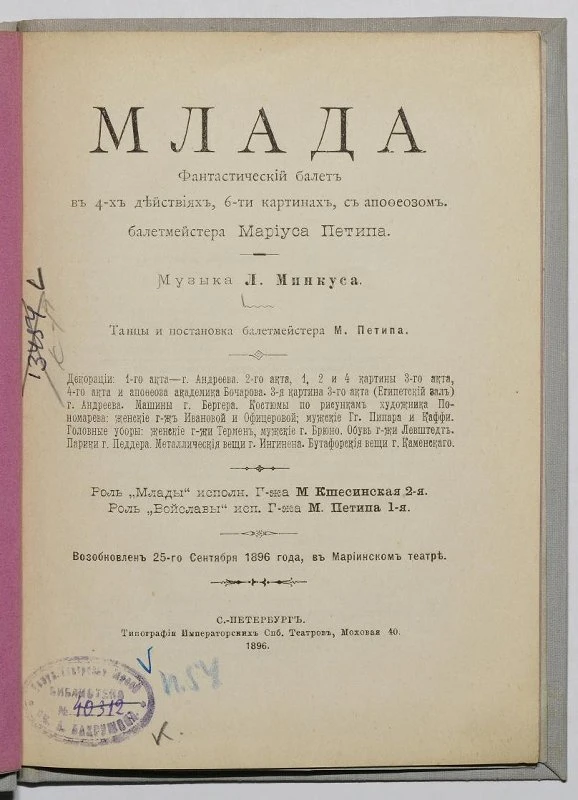 МЛАДА
Фантастическій балетъ
въ 4-хъ дѣйствіяхъ, 6-ти картинахъ, съ апоѳеозомъ.
балетмейстера Маріуса Петипа.
Музыка Л. Минкуса.
Танцы и постановка балетмейстера М. Петипа.
Декораціи: 1-го акта—г. Андреева. 2-го акта, 1, 2 и 4 картины 3-го акта,
4-го акта и апоѳеоза академика Бочарова. 3-я картина 3-го акта (Египетскій залъ)
г. Андреева. Машины г. Бергера. Костюмы по рисункамъ художника По-
номарева: женскіе г-жъ Ивановой и Офицеровой; мужскіе Гг. Пипара и Каффи.
Головные уборы: женскіе г-жи Терменъ, мужскіе г. Брюно. Обувь г-жи Левштедтъ.
Парики г. Педдера. Металлическія вещи г. Ингинена. Бутафорскія вещи г. Каменскаго.
Роль „Млады“ исполн. Г-жа М Кшесинская 2-я.
Роль „Войславы“ исп. Г-жа М. Петипа 1-я.
Возобновленъ 25-го Сентября 1896 года, въ Маріинскомъ театрѣ.
С.-ПЕТЕРБУРГЪ.
Типографія Императорскихъ Спб. Театровъ, Моховая 40.
1896.
13484
БИБЛІОТЕКА
№ 40312
А. БАХРУШИНА
к.